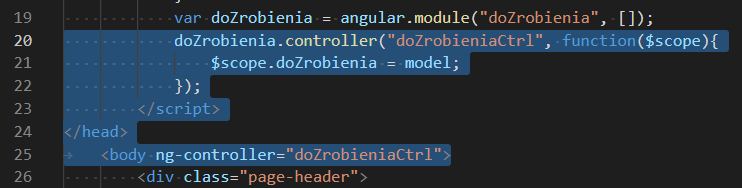 19 var doZrobienia = angular.module("doZrobienia", []);
20 doZrobienia.controller("doZrobieniaCtrl", function($scope){
21 $scope.doZrobienia = model;
22 });
23 </script>
24 </head>
25 <body ng-controller="doZrobieniaCtrl">
26 <div class="page-header">